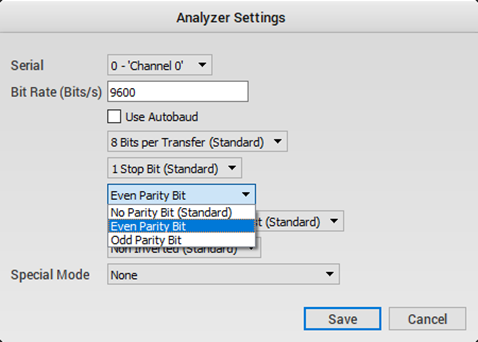 Analyzer Settings
Serial
0 - 'Channel 0'
Bit Rate (Bits/s)
9600
Use Autobaud
8 Bits per Transfer (Standard)
1 Stop Bit (Standard)
Even Parity Bit
No Parity Bit (Standard)
Even Parity Bit
(Standard)
Odd Parity Bit
Non Inverted (Standard)
Special Mode
None
Save
Cancel